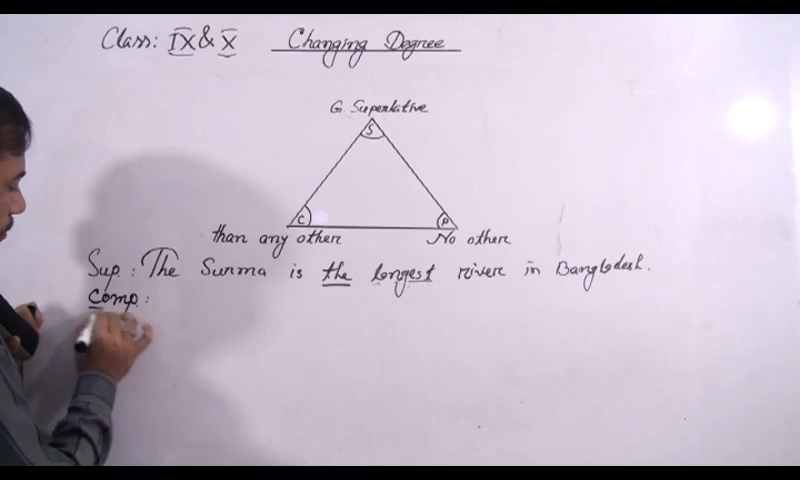 Class: IX & X Changing Degree
G. Superlative
S
C P
than any other No other
Sup: The Surma is the longest river in Bangladesh.
Comp: